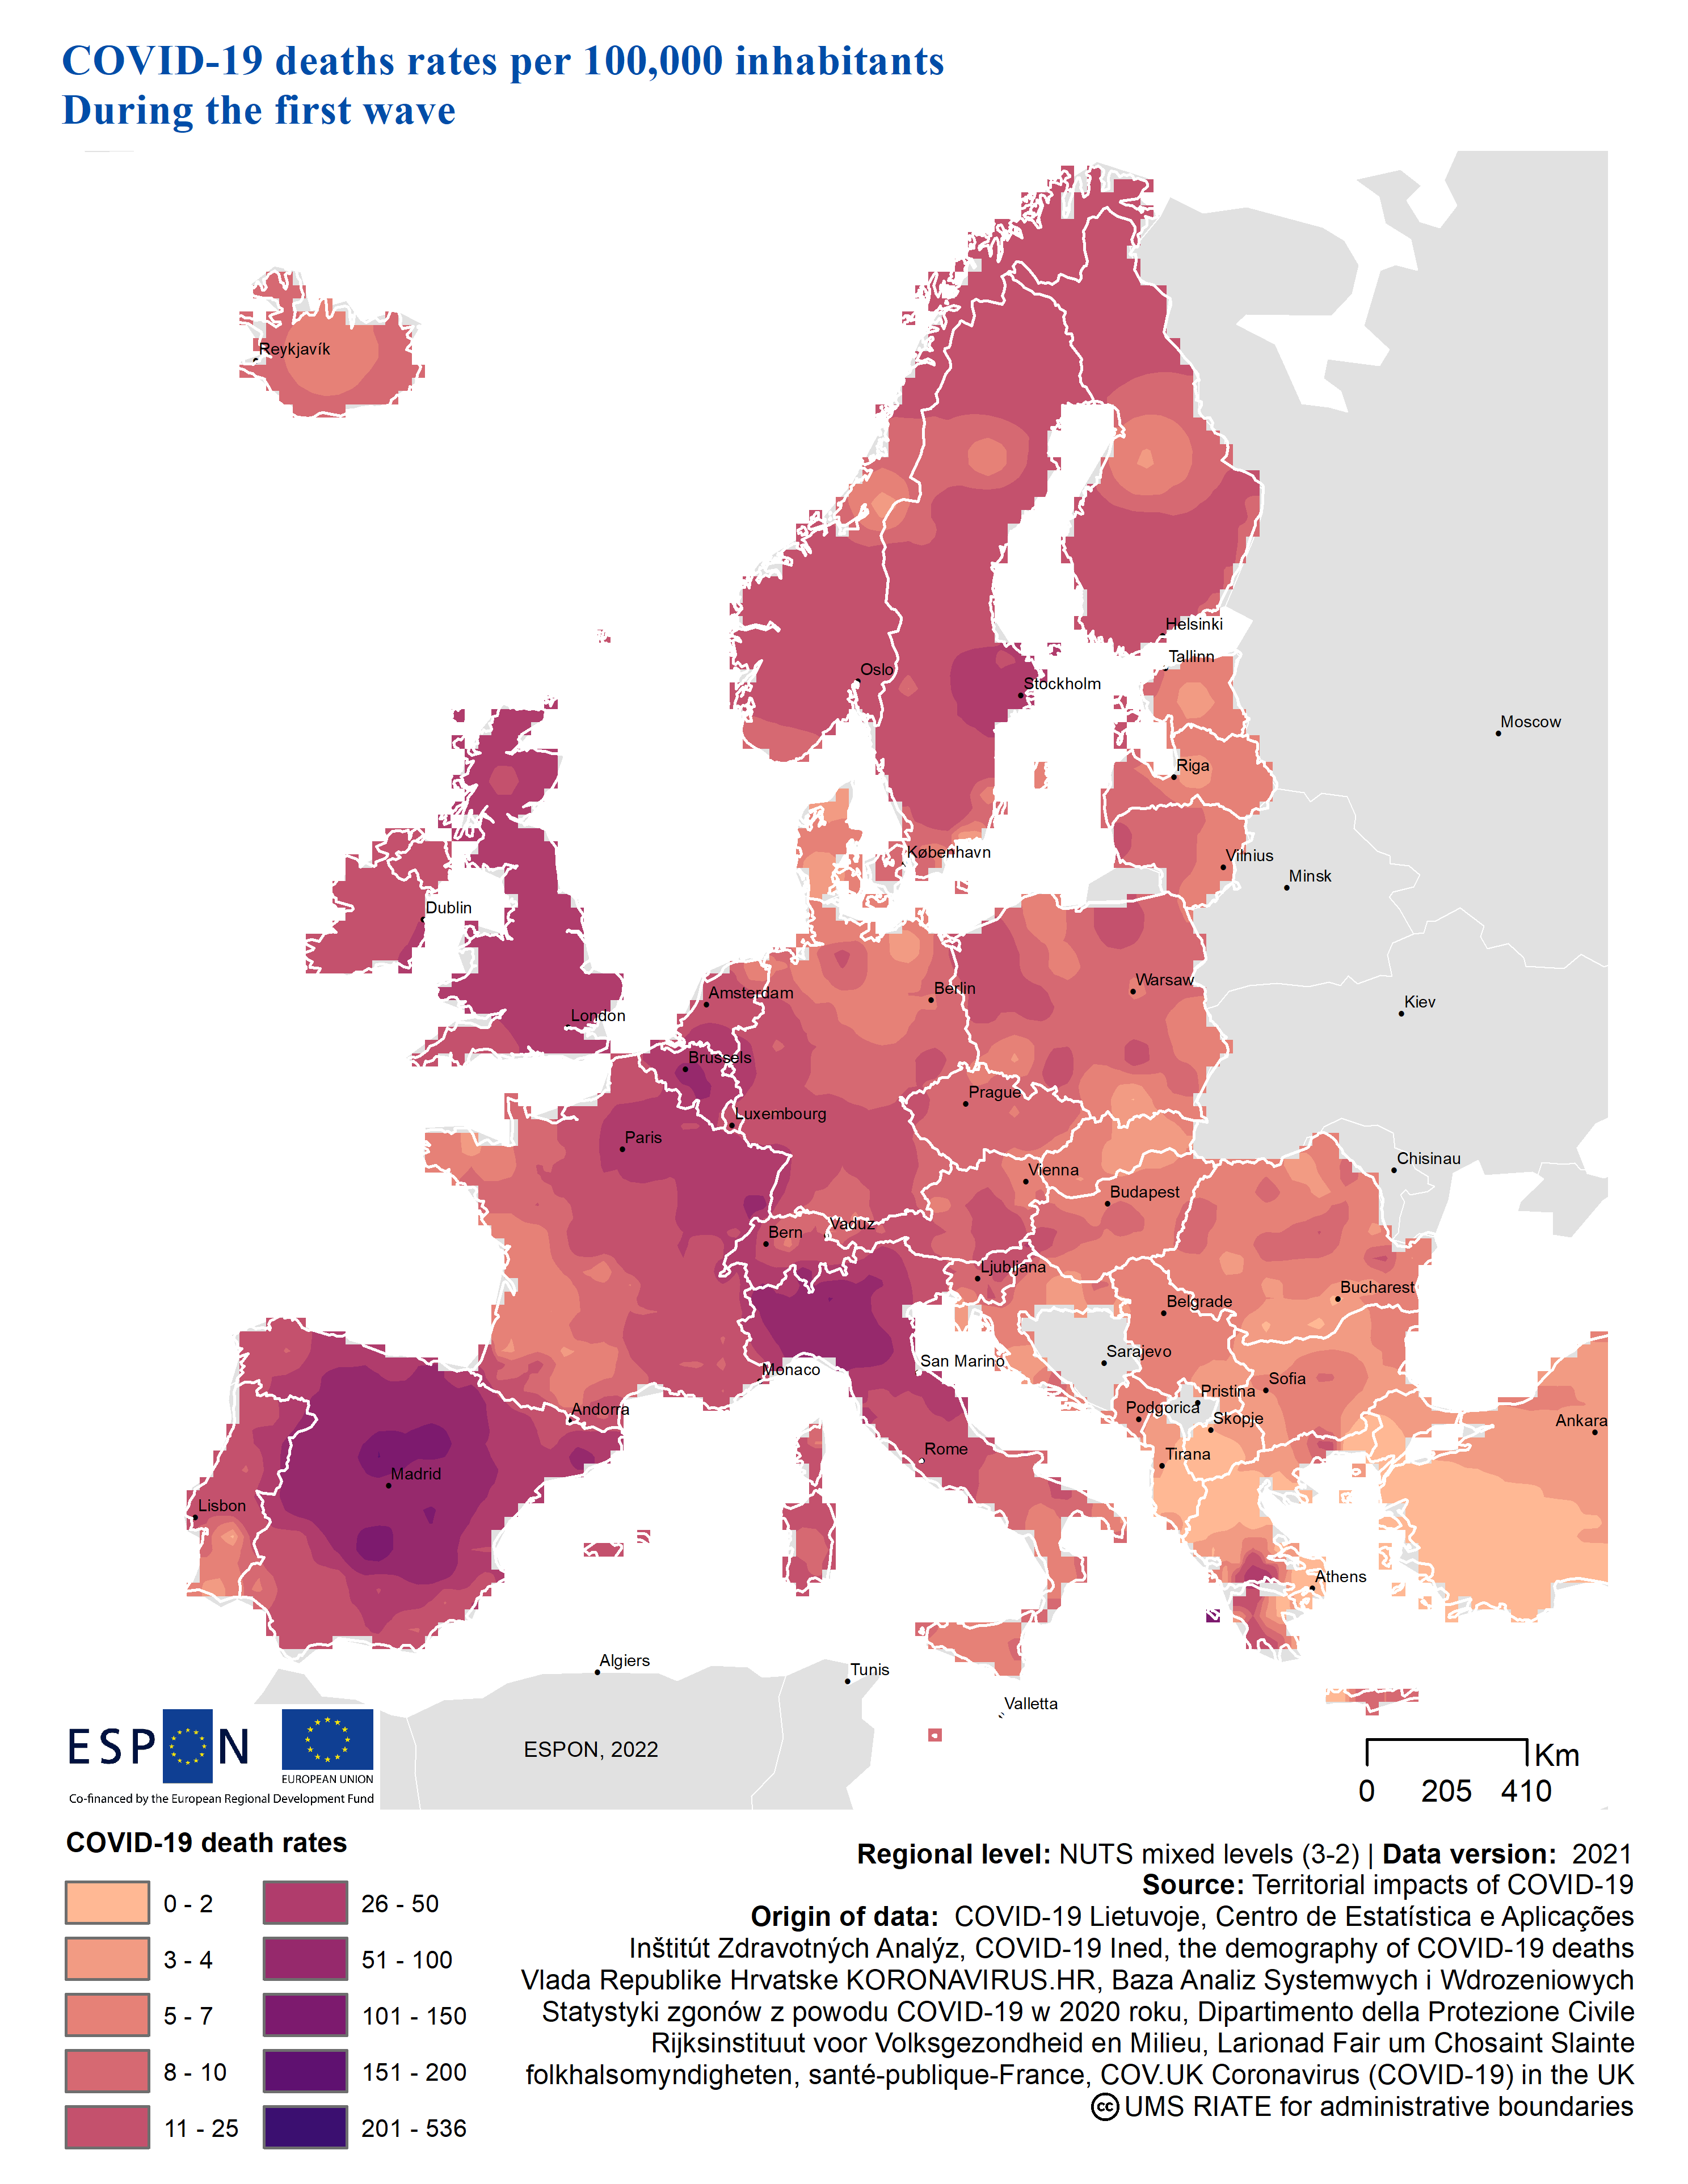 COVID-19 deaths rates per 100,000 inhabitants
During the first wave
Reykjavík
Helsinki
Tallinn
Oslo
Stockholm
Moscow
Riga
København
Vilnius
Minsk
Dublin
Amsterdam
Berlin
Warsaw
Kiev
London
Brussels
Prague
Luxembourg
Paris
Chisinau
Vienna
Budapest
Bern
Vaduz
Ljubljana
Bucharest
Belgrade
Sarajevo
San Marino
Monaco
Sofia
Pristina
Andorra
Podgorica
Skopje
Ankara
Rome
Tirana
Madrid
Lisbon
Athens
Algiers
Tunis
Valletta
ESPON
EUROPEAN UNION
Co-financed by the European Regional Development Fund
ESPON, 2022
Km
0 205 410
COVID-19 death rates
0 - 2
3 - 4
5 - 7
8 - 10
11 - 25
26 - 50
51 - 100
101 - 150
151 - 200
201 - 536
Regional level: NUTS mixed levels (3-2) | Data version: 2021
Source: Territorial impacts of COVID-19
Origin of data: COVID-19 Lietuvoje, Centro de Estatística e Aplicações
Inštitút Zdravotných Analýz, COVID-19 Ined, the demography of COVID-19 deaths
Vlada Republike Hrvatske KORONAVIRUS.HR, Baza Analiz Systemwych i Wdrozeniowych
Statystyki zgonów z powodu COVID-19 w 2020 roku, Dipartimento della Protezione Civile
Rijksinstituut voor Volksgezondheid en Milieu, Larionad Fair um Chosaint Slainte
folkhalsomyndigheten, santé-publique-France, COV.UK Coronavirus (COVID-19) in the UK
cc UMS RIATE for administrative boundaries